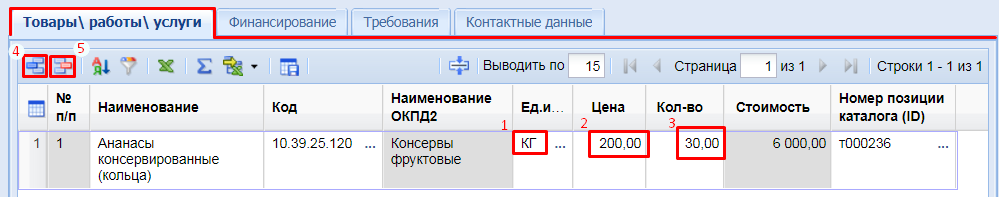 Товары\ работы\ услуги Финансирование Требования Контактные данные
4 5 Выводить по 15 Страница 1 из 1 Строки 1 - 1 из 1
№ п/п Наименование Код Наименование ОКПД2 Ед.и... Цена Кол-во Стоимость Номер позиции каталога (ID)
1 2 3
1 1 Ананасы 10.39.25.120 ... Консервы КГ ... 200,00 30,00 6 000,00 т000236 ...
консервированные фруктовые
(кольца)